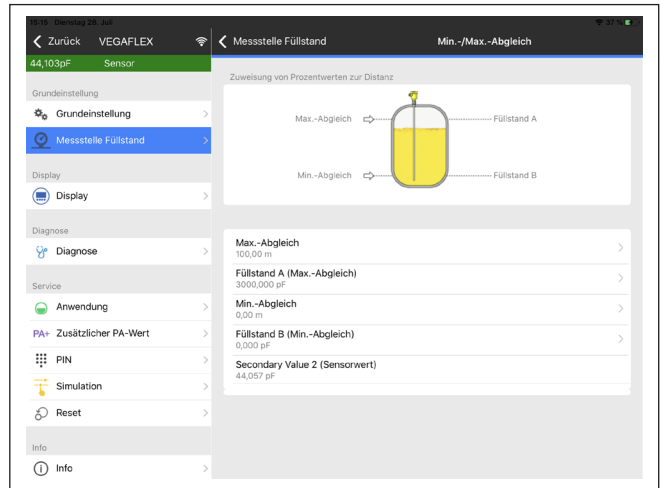 15:15 Dienstag 28. Juli
37 %
Zurück VEGAFLEX
Messstelle Füllstand
Min.-/Max.-Abgleich
44,103pF Sensor
Grundeinstellung
Grundeinstellung
Messstelle Füllstand
Display
Display
Diagnose
Diagnose
Service
Anwendung
PA+ Zusätzlicher PA-Wert
PIN
Simulation
Reset
Info
Info
Zuweisung von Prozentwerten zur Distanz
Max.-Abgleich
Füllstand A
Min.-Abgleich
Füllstand B
Max.-Abgleich
100,00 m
Füllstand A (Max.-Abgleich)
3000,000 pF
Min.-Abgleich
0,00 m
Füllstand B (Min.-Abgleich)
0,000 pF
Secondary Value 2 (Sensorwert)
44,057 pF